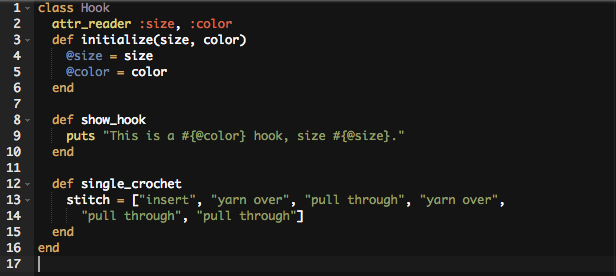 1 class Hook
2   attr_reader :size, :color
3   def initialize(size, color)
4     @size = size
5     @color = color
6   end
7
8   def show_hook
9     puts "This is a #{@color} hook, size #{@size}."
10   end
11
12   def single_crochet
13     stitch = ["insert", "yarn over", "pull through", "yarn over",
14       "pull through", "pull through"]
15   end
16 end
17